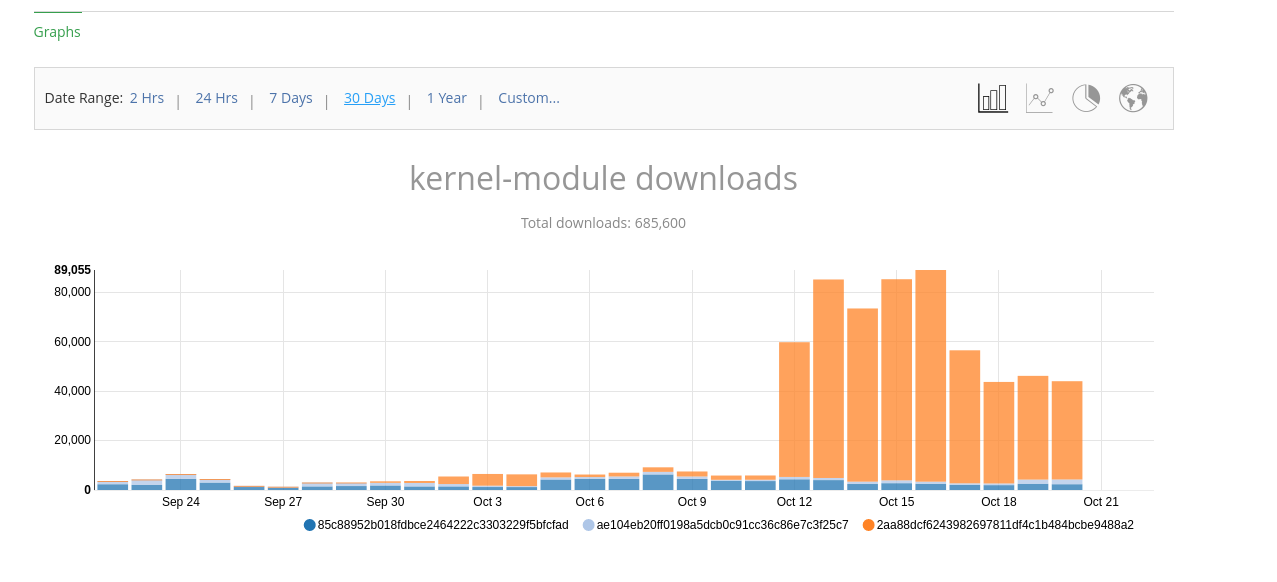 Graphs
Date Range: 2 Hrs | 24 Hrs | 7 Days | 30 Days | 1 Year | Custom...
kernel-module downloads
Total downloads: 685,600
89,055
80,000
60,000
40,000
20,000
0
Sep 24 Sep 27 Sep 30 Oct 3 Oct 6 Oct 9 Oct 12 Oct 15 Oct 18 Oct 21
85c88952b018fdbce2464222c3303229f5bfcfad ae104eb20ff0198a5dcb0c91cc36c86e7c3f25c7 2aa88dcf6243982697811df4c1b484bcbe9488a2